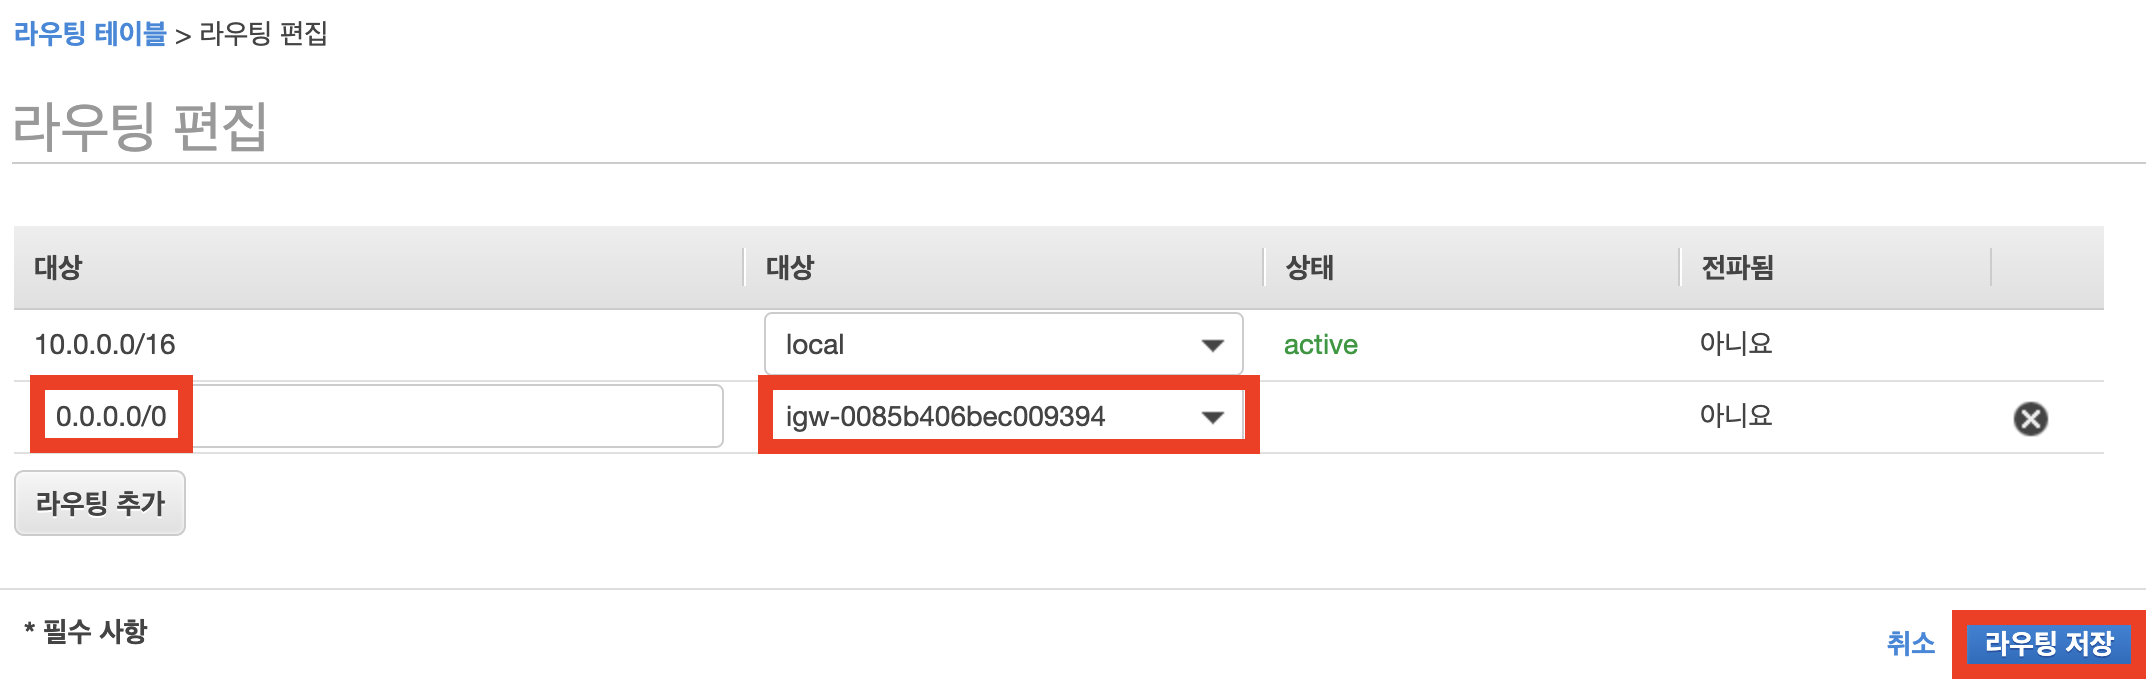 라우팅 테이블 > 라우팅 편집
라우팅 편집
대상 대상 상태 전파됨
10.0.0.0/16 local active 아니요
0.0.0.0/0 igw-0085b406bec009394 아니요
라우팅 추가
* 필수 사항
취소 라우팅 저장